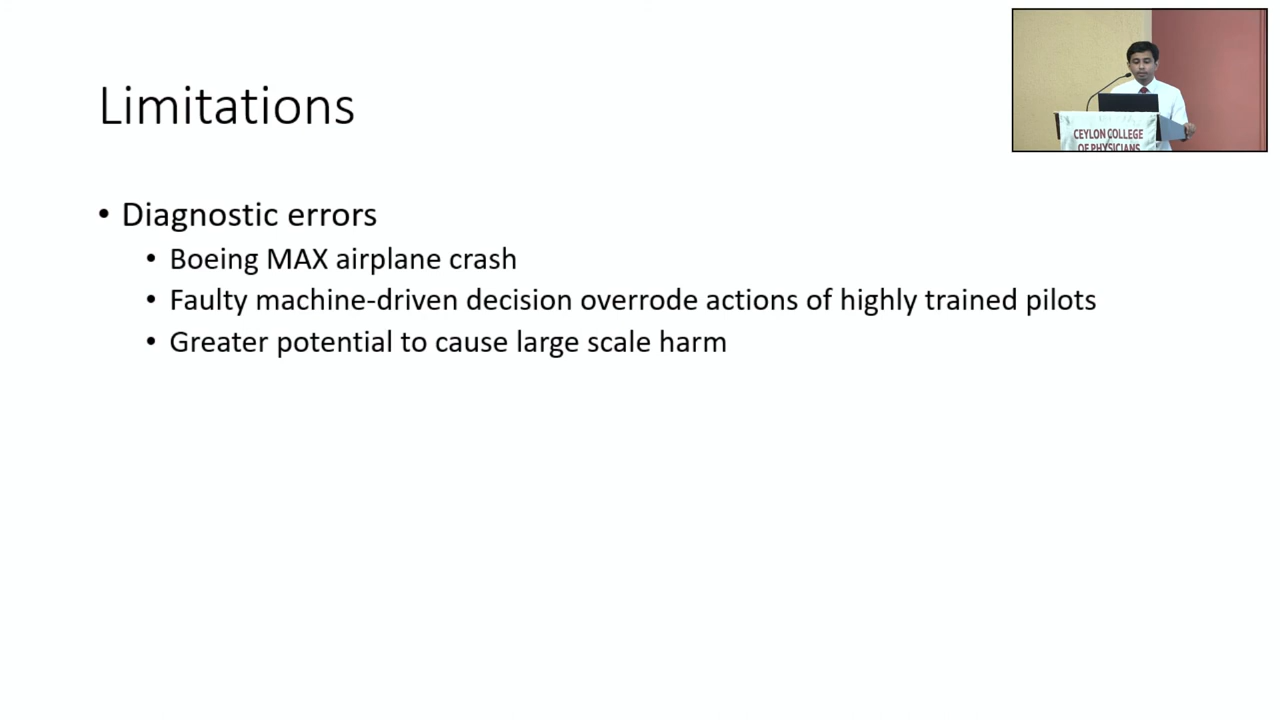 Limitations
• Diagnostic errors
• Boeing MAX airplane crash
• Faulty machine-driven decision overrode actions of highly trained pilots
• Greater potential to cause large scale harm
CEYLON COLLEGE
OF PHYSICIANS